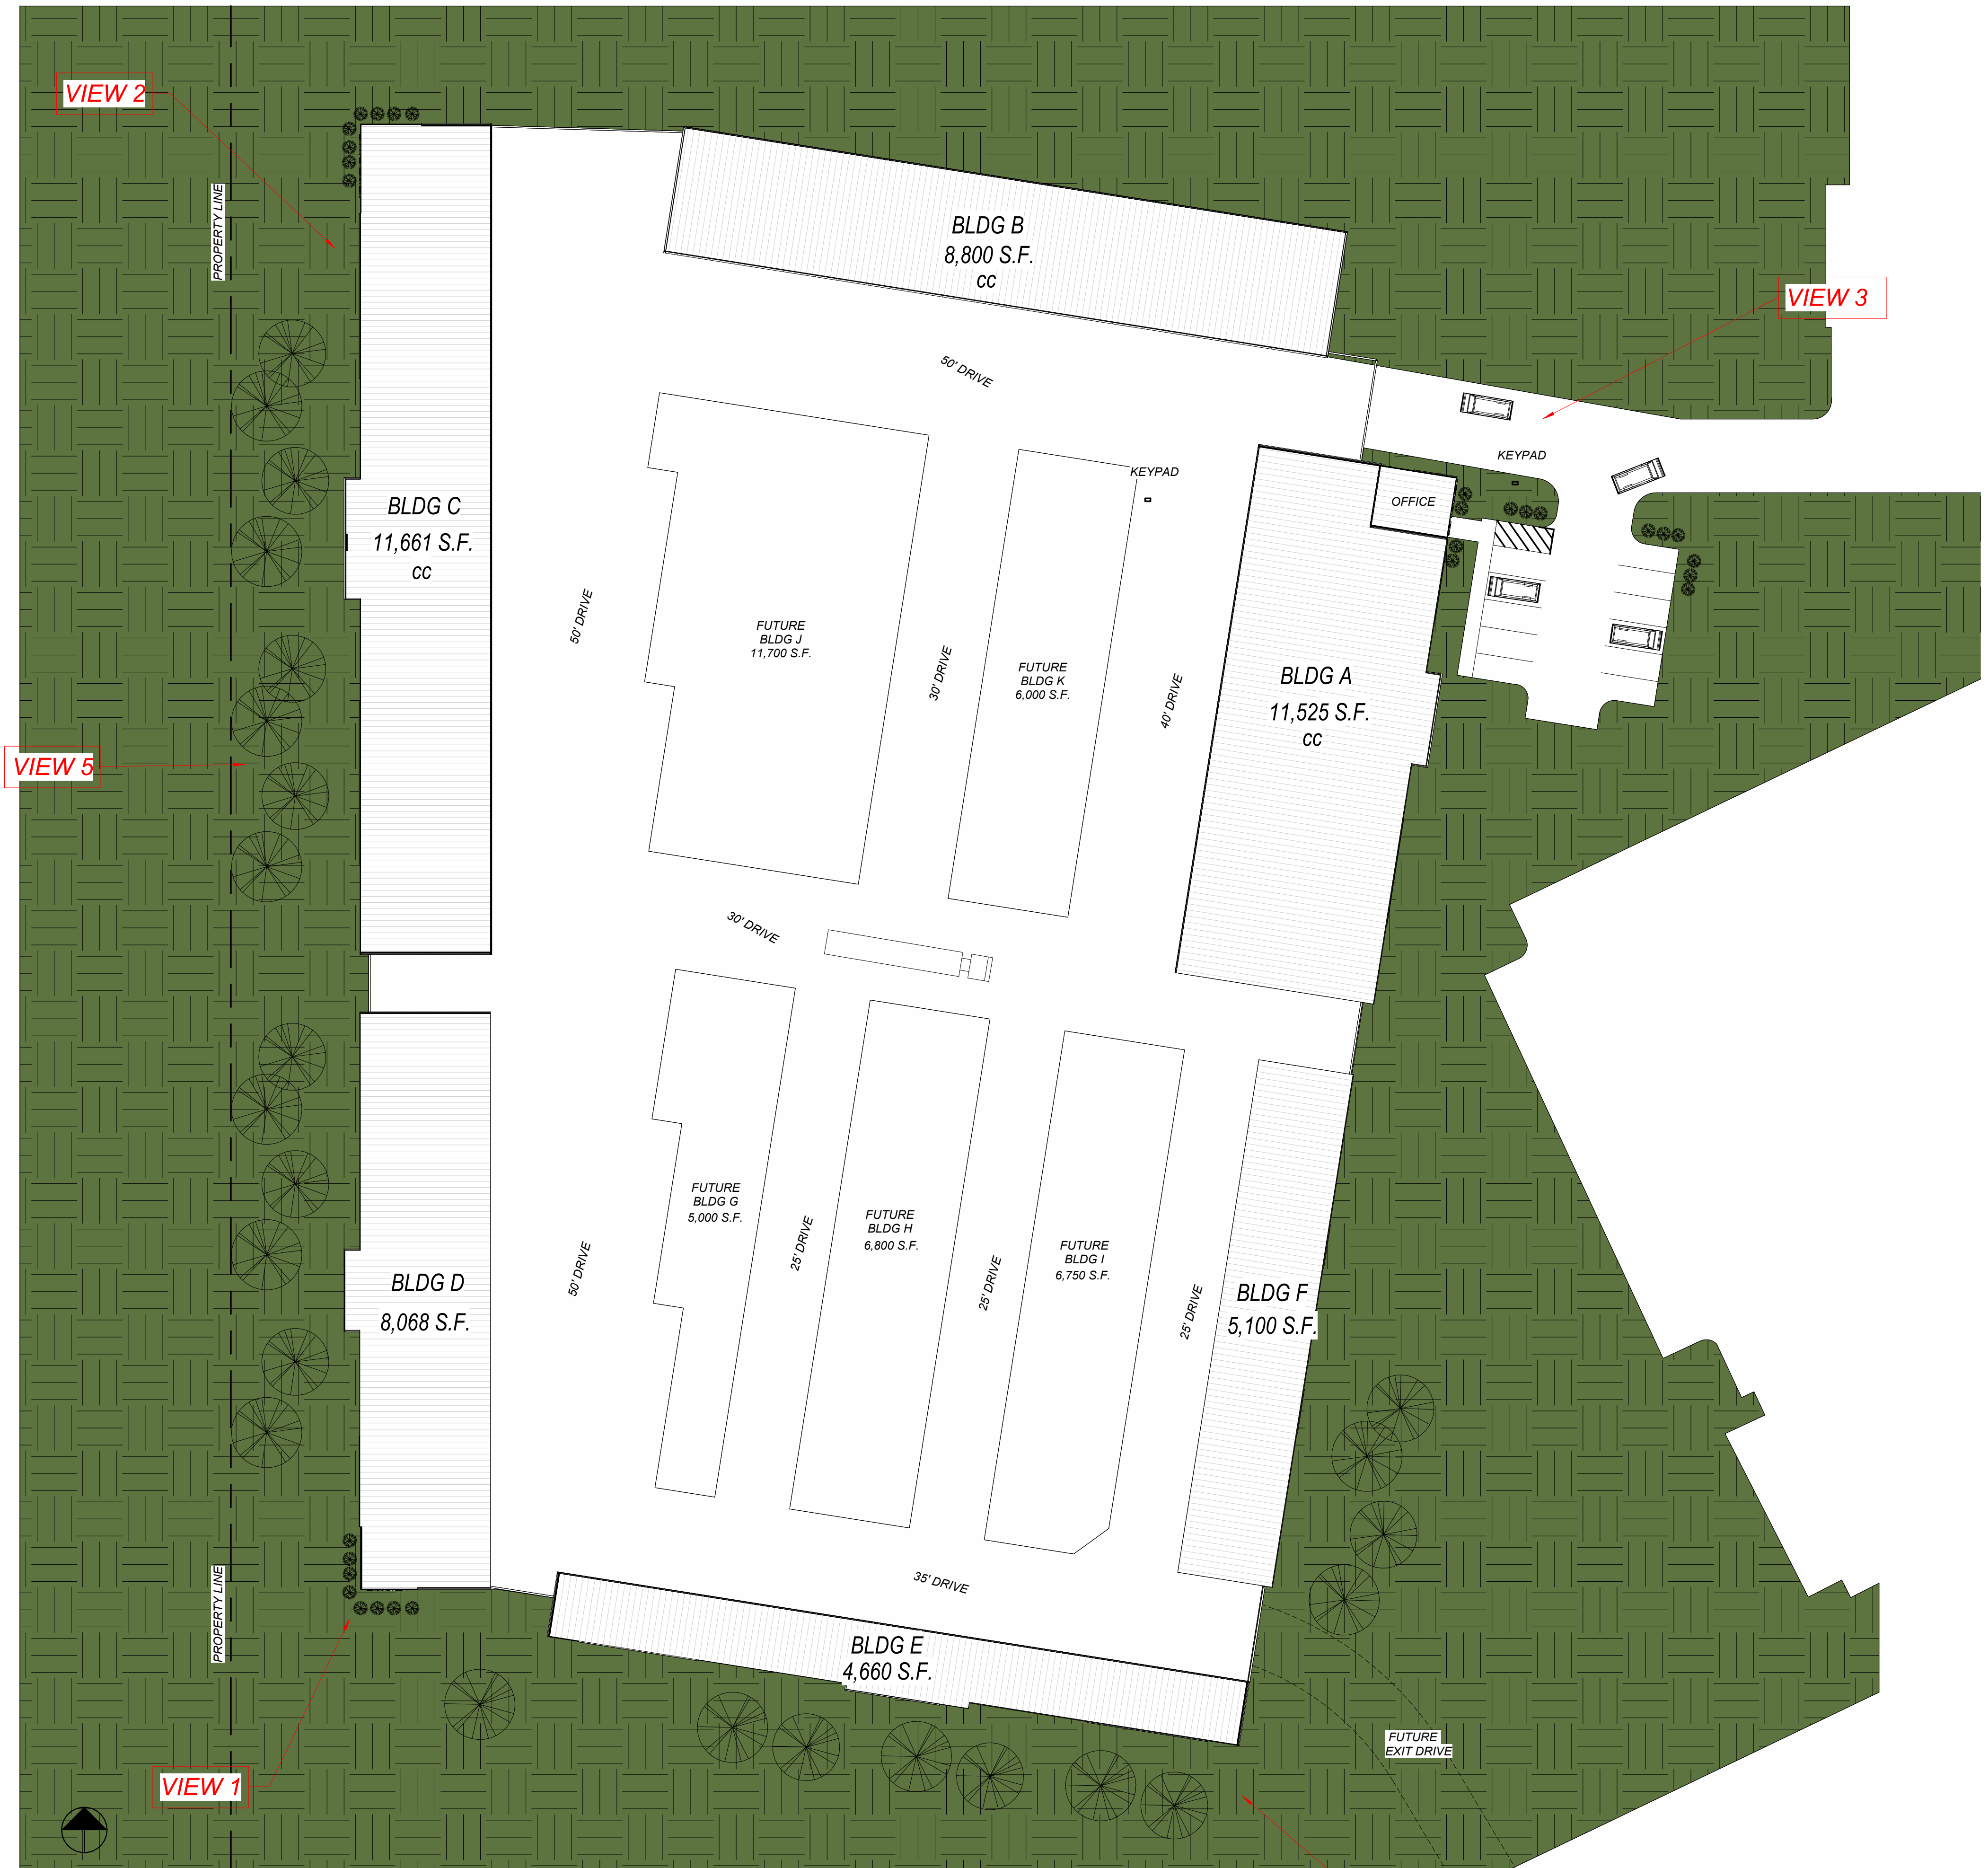 VIEW 2
PROPERTY LINE
BLDG B
8,800 S.F.
cc
VIEW 3
50' DRIVE
KEYPAD
KEYPAD
OFFICE
BLDG C
11,661 S.F.
cc
50' DRIVE
FUTURE
BLDG J
11,700 S.F.
30' DRIVE
FUTURE
BLDG K
6,000 S.F.
40' DRIVE
BLDG A
11,525 S.F.
cc
VIEW 5
30' DRIVE
FUTURE
BLDG G
5,000 S.F.
25' DRIVE
FUTURE
BLDG H
6,800 S.F.
25' DRIVE
FUTURE
BLDG I
6,750 S.F.
25' DRIVE
BLDG F
5,100 S.F.
BLDG D
8,068 S.F.
50' DRIVE
35' DRIVE
PROPERTY LINE
BLDG E
4,660 S.F.
FUTURE
EXIT DRIVE
VIEW 1